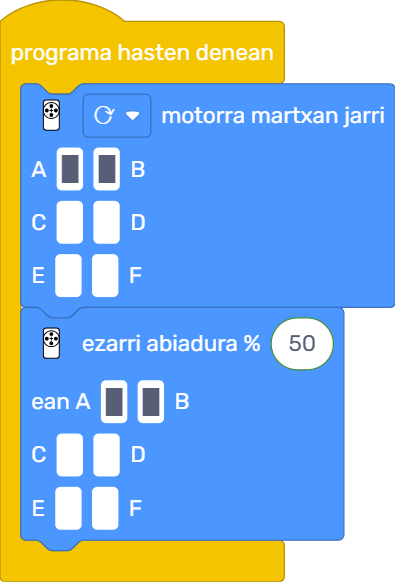 programa hasten denean
motorra martxan jarri
A B
C D
E F
ezarri abiadura % 50
ean A B
C D
E F